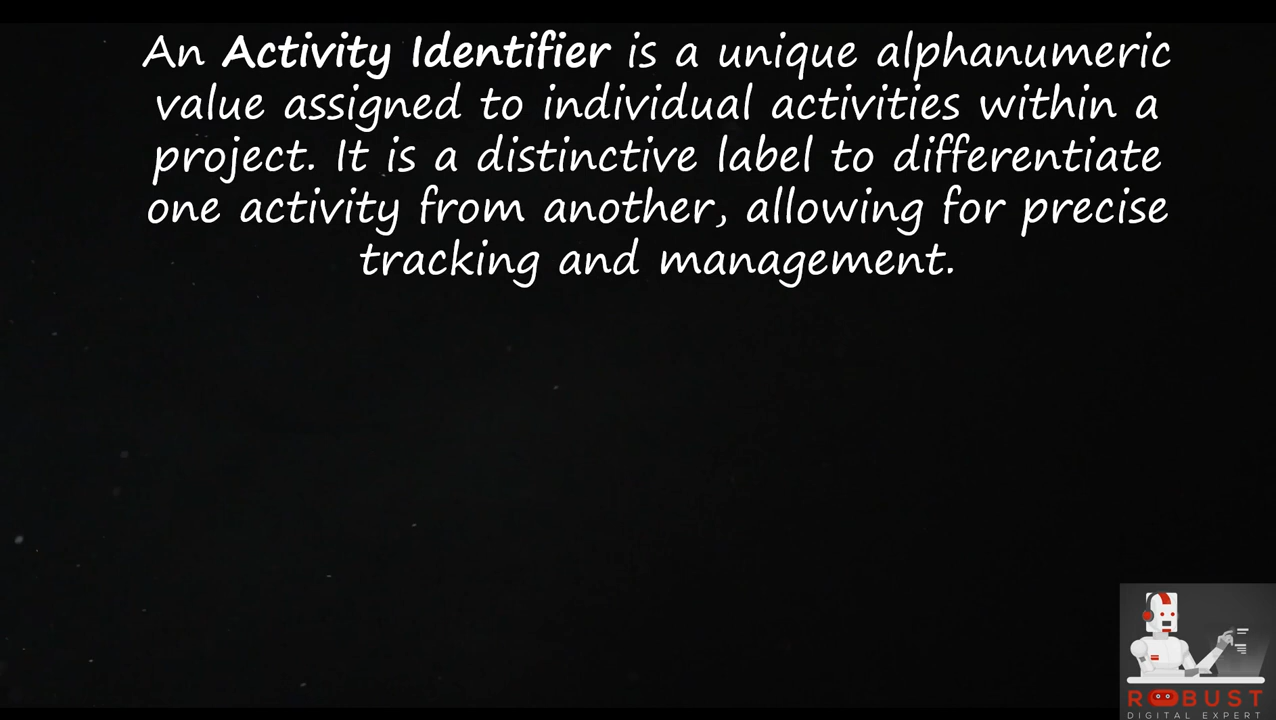 An Activity Identifier is a unique alphanumeric
value assigned to individual activities within a
project. It is a distinctive label to differentiate
one activity from another, allowing for precise
tracking and management.
ROBUST
DIGITAL EXPERT